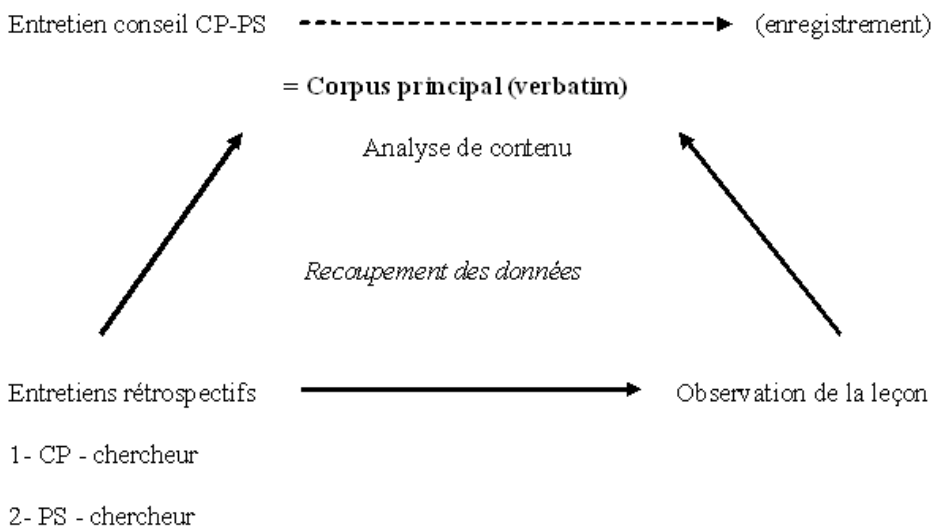 Entretien conseil CP-PS (enregistrement)
= Corpus principal (verbatim)
Analyse de contenu
Recoupement des données
Entretiens rétrospectifs Observation de la leçon
1- CP - chercheur
2- PS - chercheur